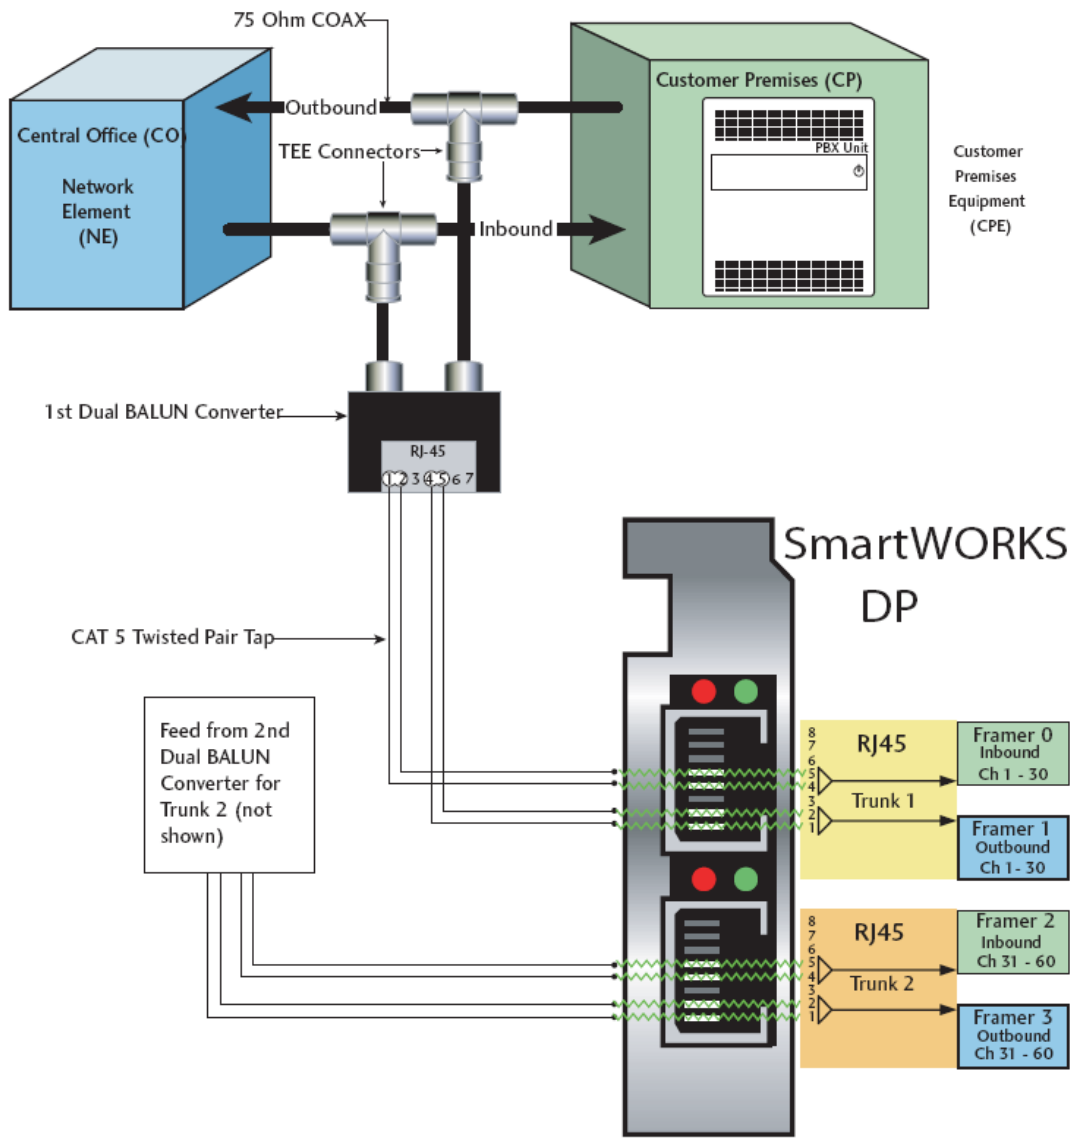 75 Ohm COAX
Customer Premises (CP)
Outbound
Central Office (CO)
TEE Connectors
PBX Unit
Customer
Premises
Equipment
(CPE)
Network
Element
(NE)
Inbound
1st Dual BALUN Converter
RJ-45
1 2 3 4 5 6 7
SmartWORKS
DP
CAT 5 Twisted Pair Tap
Feed from 2nd
Dual BALUN
Converter for
Trunk 2 (not
shown)
8
7
6
5
4
3
2
1
RJ45
Trunk 1
Framer 0
Inbound
Ch 1 - 30
Framer 1
Outbound
Ch 1- 30
8
7
6
5
4
3
2
1
RJ45
Trunk 2
Framer 2
Inbound
Ch 31 - 60
Framer 3
Outbound
Ch 31 - 60